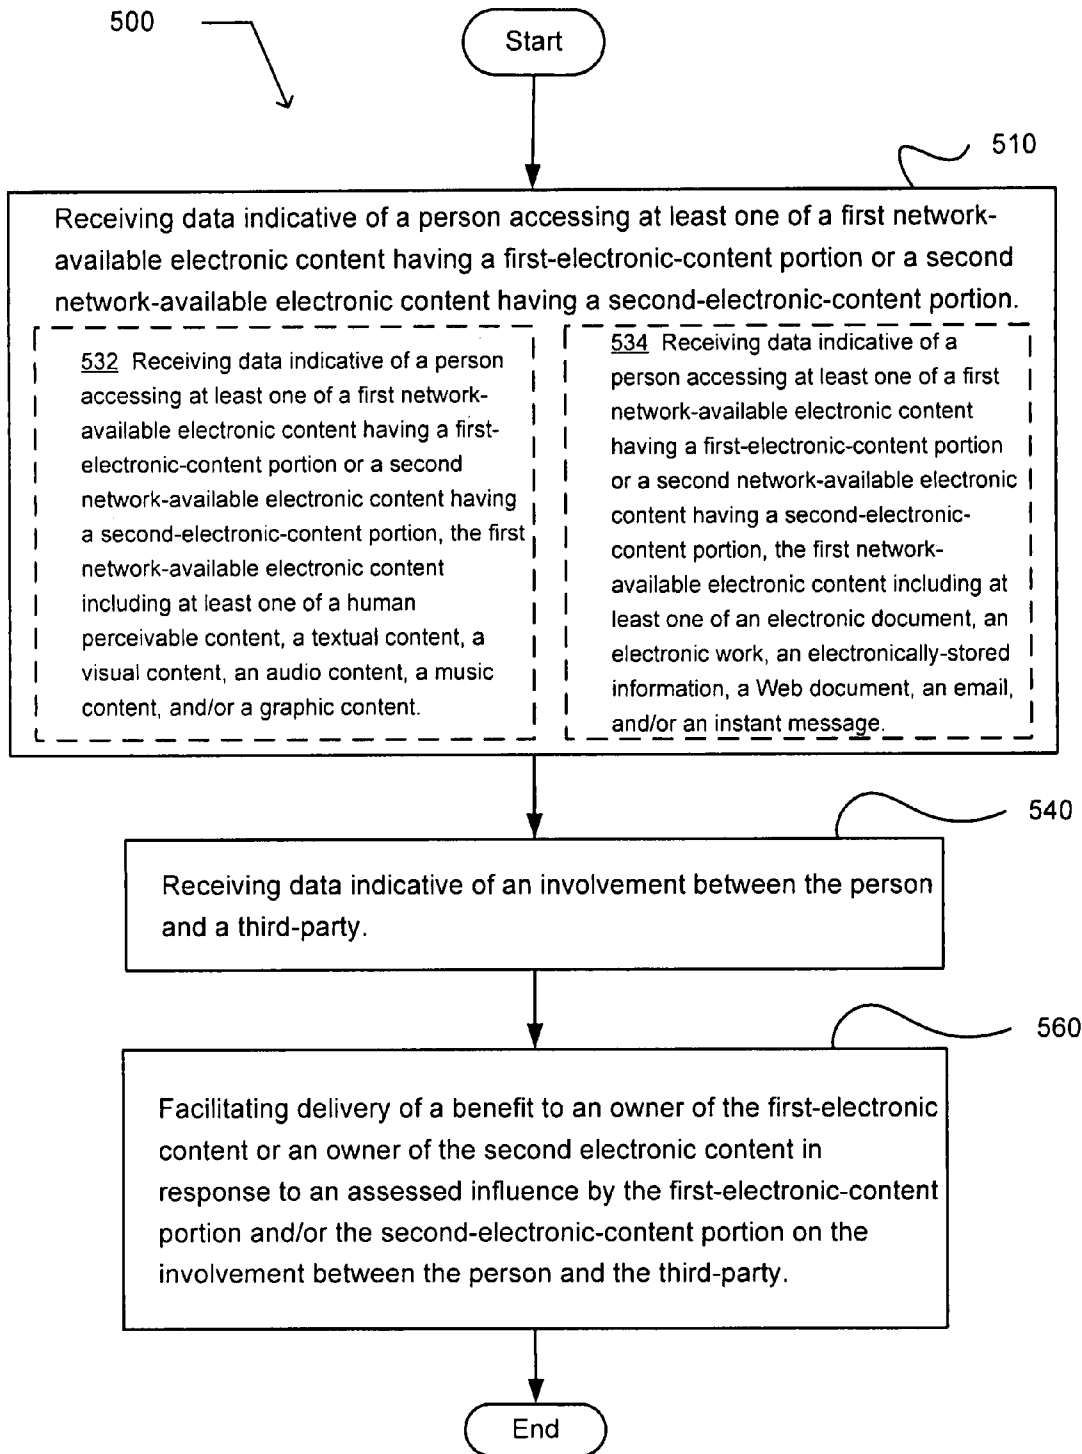 500
Start
510
Receiving data indicative of a person accessing at least one of a first network-
available electronic content having a first-electronic-content portion or a second
network-available electronic content having a second-electronic-content portion.
532 Receiving data indicative of a person
accessing at least one of a first network-
available electronic content having a first-
electronic-content portion or a second
network-available electronic content having
a second-electronic-content portion, the first
network-available electronic content
including at least one of a human
perceivable content, a textual content, a
visual content, an audio content, a music
content, and/or a graphic content.
534 Receiving data indicative of a
person accessing at least one of a first
network-available electronic content
having a first-electronic-content portion
or a second network-available electronic
content having a second-electronic-
content portion, the first network-
available electronic content including at
least one of an electronic document, an
electronic work, an electronically-stored
information, a Web document, an email,
and/or an instant message.
540
Receiving data indicative of an involvement between the person
and a third-party.
560
Facilitating delivery of a benefit to an owner of the first-electronic
content or an owner of the second electronic content in
response to an assessed influence by the first-electronic-content
portion and/or the second-electronic-content portion on the
involvement between the person and the third-party.
End